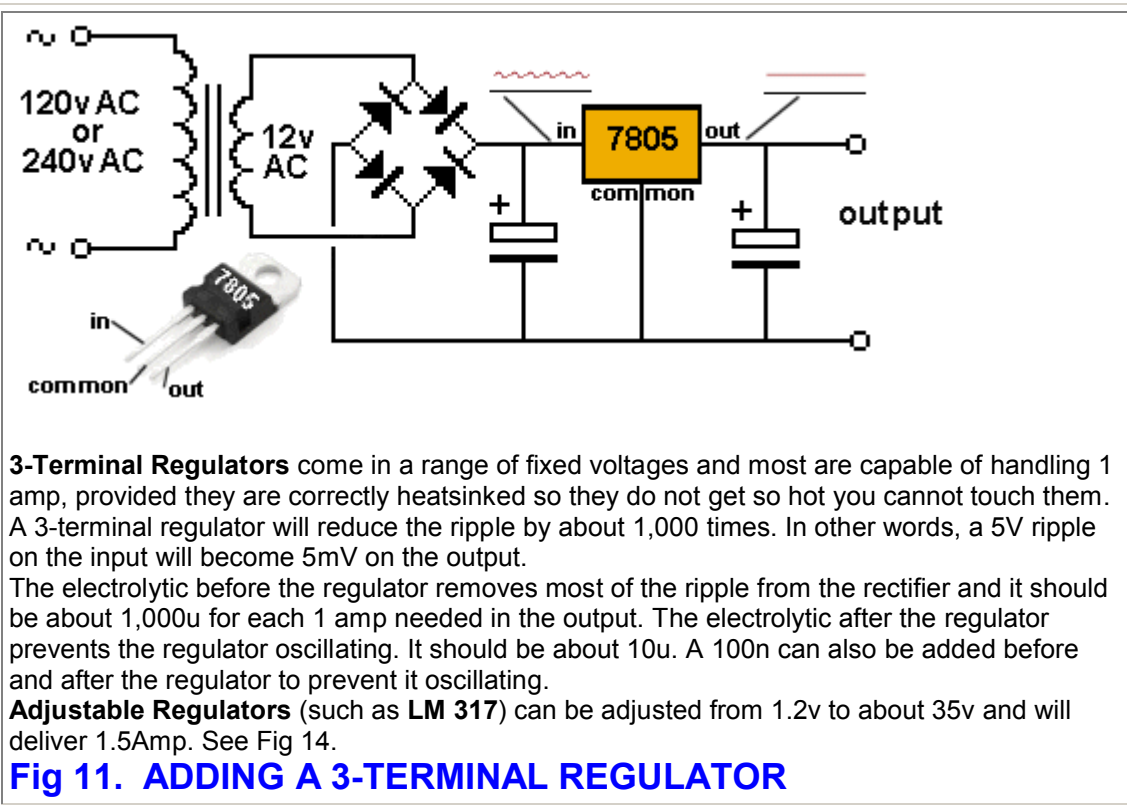 120v AC
or
240v AC
12v
AC
in
7805
out
common
+
+
output
7805
in
common
out
3-Terminal Regulators come in a range of fixed voltages and most are capable of handling 1
amp, provided they are correctly heatsinked so they do not get so hot you cannot touch them.
A 3-terminal regulator will reduce the ripple by about 1,000 times. In other words, a 5V ripple
on the input will become 5mV on the output.
The electrolytic before the regulator removes most of the ripple from the rectifier and it should
be about 1,000u for each 1 amp needed in the output. The electrolytic after the regulator
prevents the regulator oscillating. It should be about 10u. A 100n can also be added before
and after the regulator to prevent it oscillating.
Adjustable Regulators (such as LM 317) can be adjusted from 1.2v to about 35v and will
deliver 1.5Amp. See Fig 14.
Fig 11. ADDING A 3-TERMINAL REGULATOR